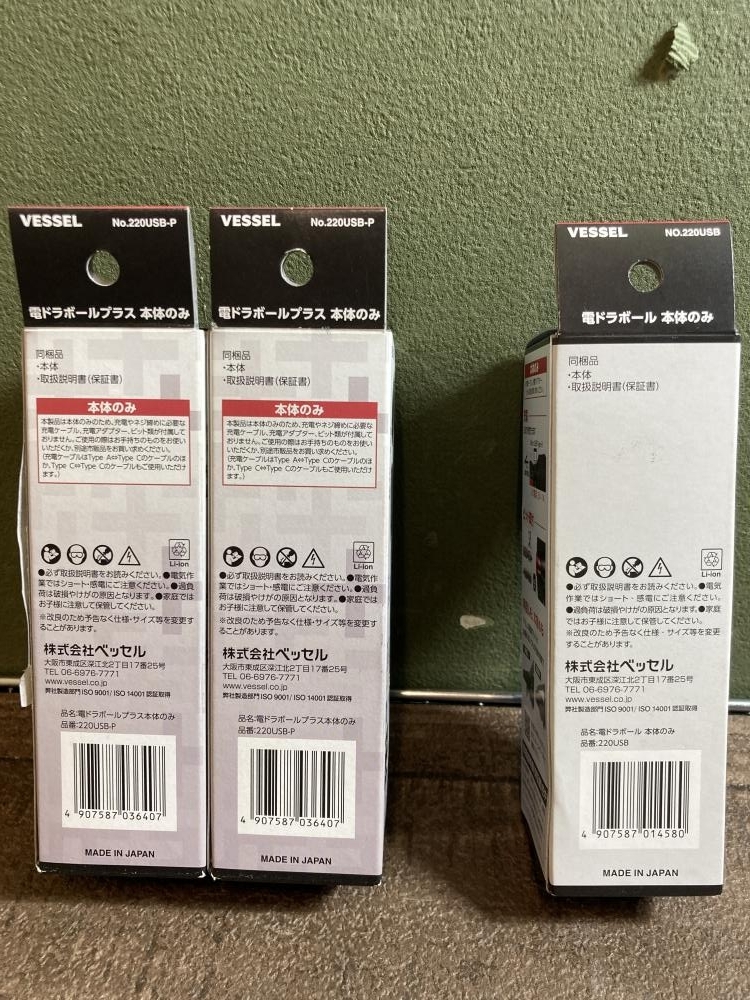 VESSEL No.220USB-P
電ドラボールプラス 本体のみ
同梱品
・本体
・取扱説明書(保証書)
本体のみ
本製品は本体のみのため、充電やネジ締めに必要な
充電ケーブル、充電アダプター、ビット類が付属して
おりません。ご使用の際はお手持ちのものをお使い
いただくか、別途市販品をお買い求めください。
(充電ケーブルはType A⇔Type Cのケーブルのほ
か、Type C⇔Type Cのケーブルもご使用いただけ
ます。)
Li-ion
●必ず取扱説明書をお読みください。●電気作
業ではショート・感電にご注意ください。●過負
荷は破損やけがの原因となります。●家庭では
お子様に注意して保管してください。
※改良のため予告なく仕様・サイズ等を変更す
ることがあります。
株式会社ベッセル
大阪市東成区深江北2丁目17番25号
TEL 06-6976-7771
www.vessel.co.jp
弊社製造部門 ISO 9001/ ISO 14001 認証取得
品名:電ドラボールプラス本体のみ
品番:220USB-P
4 907587 036407
MADE IN JAPAN
VESSEL No.220USB-P
電ドラボールプラス 本体のみ
同梱品
・本体
・取扱説明書(保証書)
本体のみ
本製品は本体のみのため、充電やネジ締めに必要な
充電ケーブル、充電アダプター、ビット類が付属して
おりません。ご使用の際はお手持ちのものをお使い
いただくか、別途市販品をお買い求めください。
(充電ケーブルはType A⇔Type Cのケーブルのほ
か、Type C⇔Type Cのケーブルもご使用いただけ
ます。)
Li-ion
●必ず取扱説明書をお読みください。●電気作
業ではショート・感電にご注意ください。●過負
荷は破損やけがの原因となります。●家庭では
お子様に注意して保管してください。
※改良のため予告なく仕様・サイズ等を変更す
ることがあります。
株式会社ベッセル
大阪市東成区深江北2丁目17番25号
TEL 06-6976-7771
www.vessel.co.jp
弊社製造部門 ISO 9001/ ISO 14001 認証取得
品名:電ドラボールプラス本体のみ
品番:220USB-P
4 907587 036407
MADE IN JAPAN
VESSEL NO.220USB
電ドラボール 本体のみ
同梱品
・本体
・取扱説明書(保証書)
Li-ion
●必ず取扱説明書をお読みください。●電気
作業ではショート・感電にご注意ください。
●過負荷は破損やけがの原因となります。●家庭
ではお子様に注意して保管してください。
※改良のため予告なく仕様・サイズ等を変更
することがあります。
株式会社ベッセル
大阪市東成区深江北2丁目17番25号
TEL 06-6976-7771
www.vessel.co.jp
弊社製造部門 ISO 9001/ ISO 14001 認証取得
品名:電ドラボール 本体のみ
品番:220USB
4 907587 014580
MADE IN JAPAN